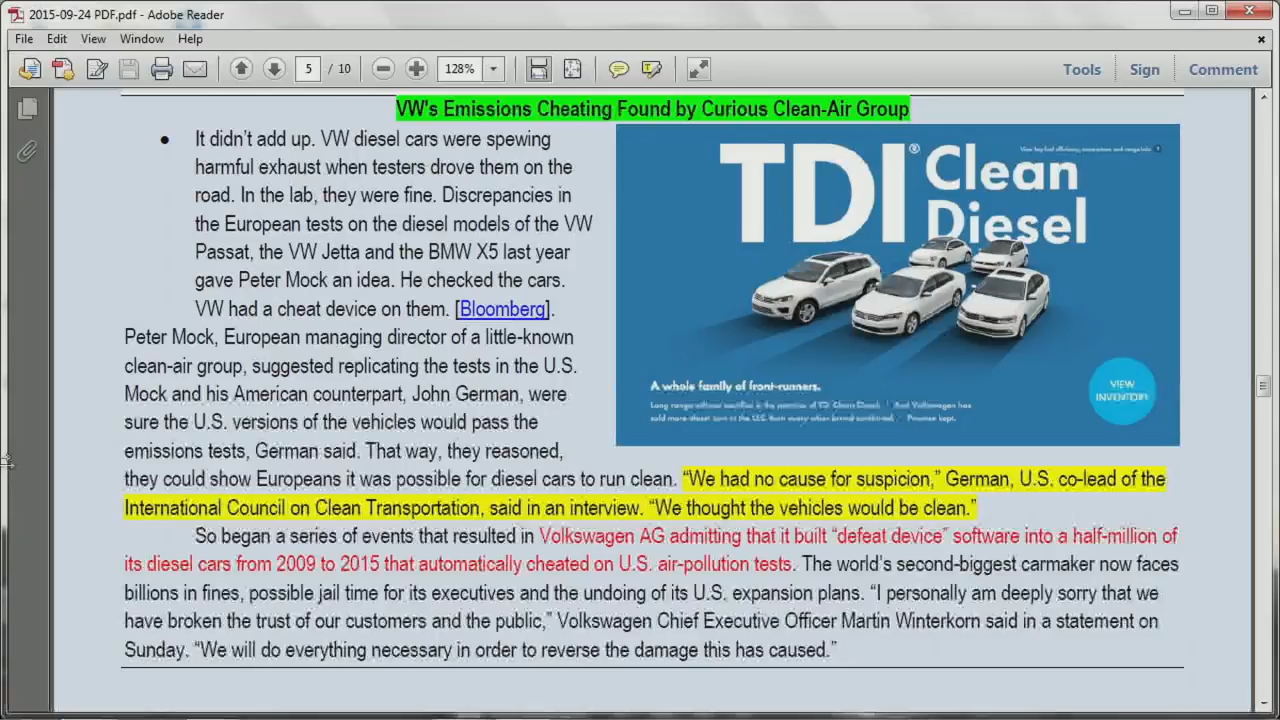 2015-09-24 PDF.pdf - Adobe Reader
File Edit View Window Help
5 / 10 128% Tools Sign Comment
VW's Emissions Cheating Found by Curious Clean-Air Group
• It didn’t add up. VW diesel cars were spewing
harmful exhaust when testers drove them on the
road. In the lab, they were fine. Discrepancies in
the European tests on the diesel models of the VW
Passat, the VW Jetta and the BMW X5 last year
gave Peter Mock an idea. He checked the cars.
VW had a cheat device on them. [Bloomberg].
Peter Mock, European managing director of a little-known
clean-air group, suggested replicating the tests in the U.S.
Mock and his American counterpart, John German, were
sure the U.S. versions of the vehicles would pass the
emissions tests, German said. That way, they reasoned,
TDI® Clean
Diesel
A whole family of front-runners.
VIEW
INVENTORY
they could show Europeans it was possible for diesel cars to run clean. “We had no cause for suspicion,” German, U.S. co-lead of the
International Council on Clean Transportation, said in an interview. “We thought the vehicles would be clean.”
So began a series of events that resulted in Volkswagen AG admitting that it built “defeat device” software into a half-million of
its diesel cars from 2009 to 2015 that automatically cheated on U.S. air-pollution tests. The world’s second-biggest carmaker now faces
billions in fines, possible jail time for its executives and the undoing of its U.S. expansion plans. “I personally am deeply sorry that we
have broken the trust of our customers and the public,” Volkswagen Chief Executive Officer Martin Winterkorn said in a statement on
Sunday. “We will do everything necessary in order to reverse the damage this has caused.”